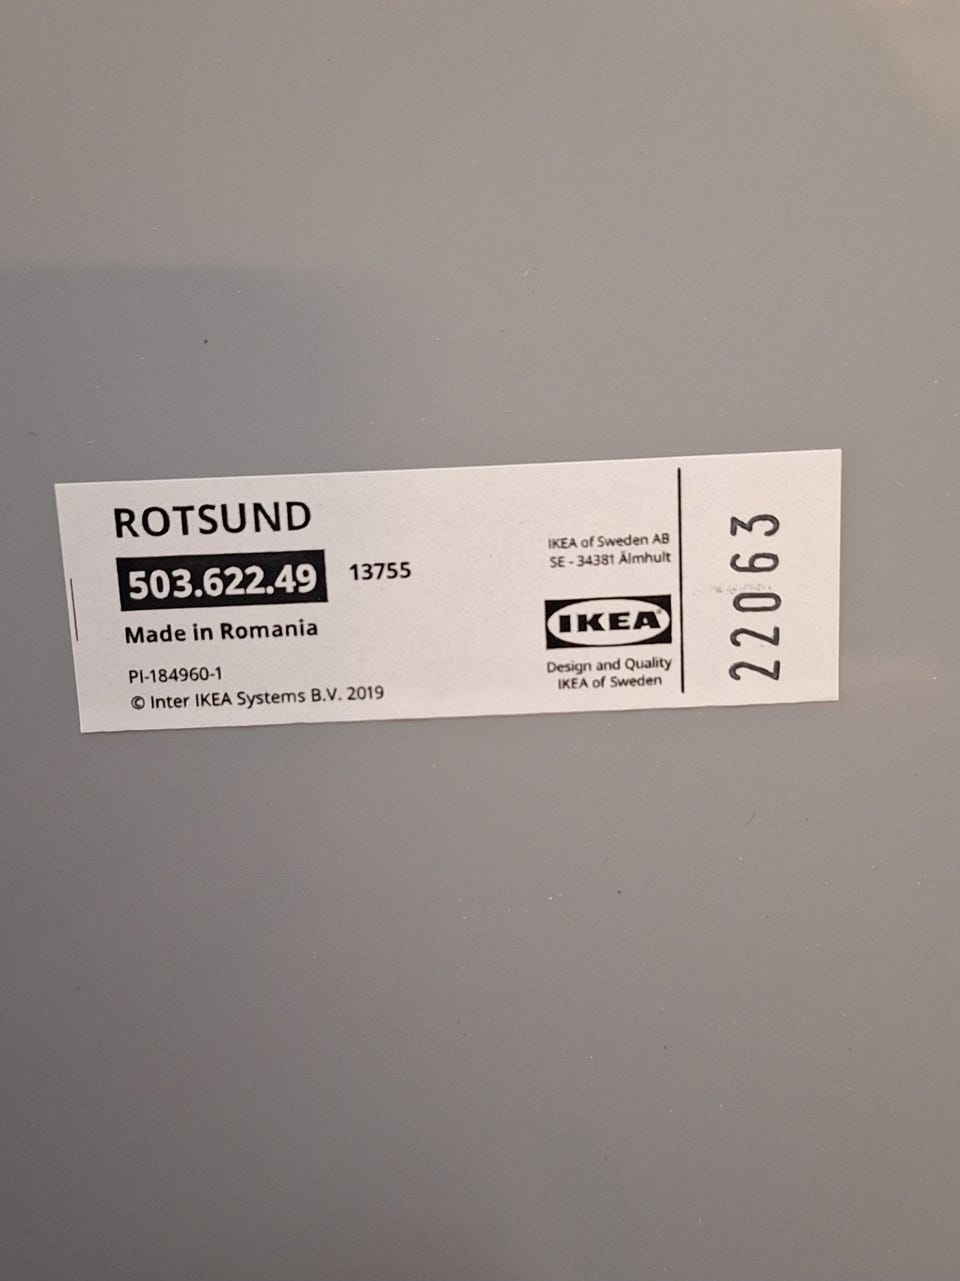 ROTSUND
503.622.49 13755
Made in Romania
PI-184960-1
© Inter IKEA Systems B.V. 2019
IKEA of Sweden AB
SE - 34381 Älmhult
IKEA®
Design and Quality
IKEA of Sweden
22063